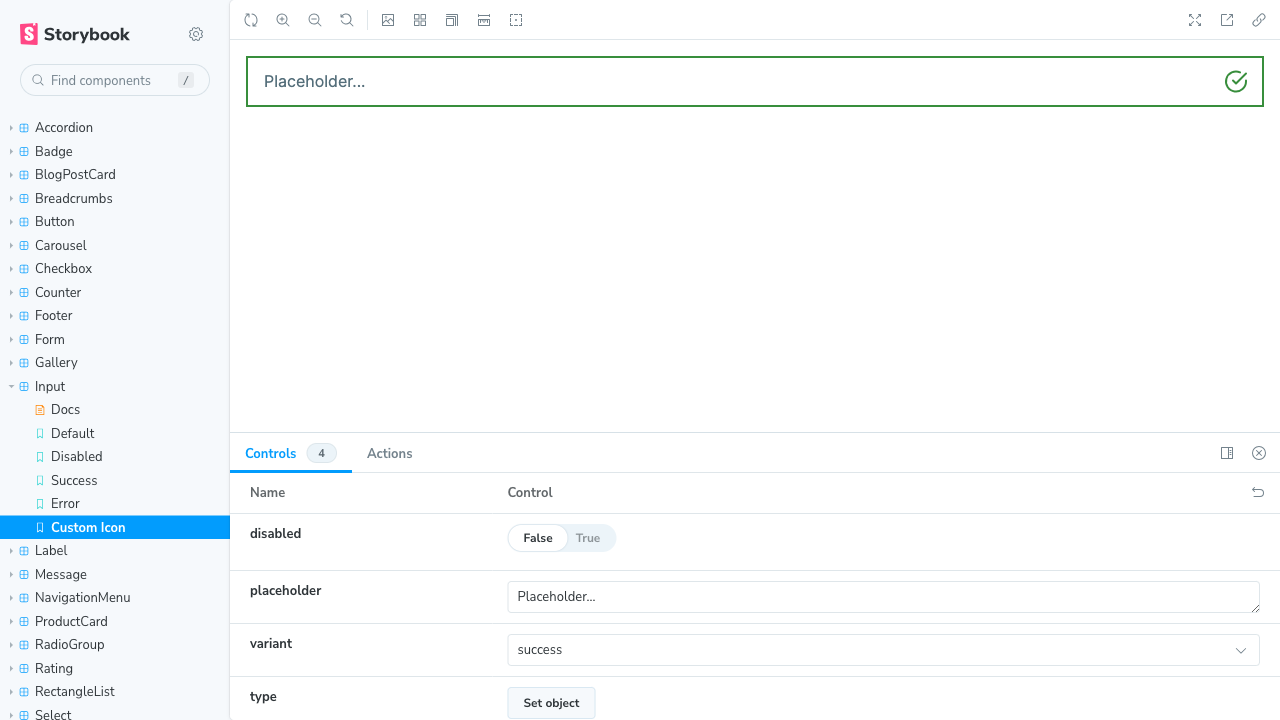 Storybook
Find components
/
Accordion
Badge
BlogPostCard
Breadcrumbs
Button
Carousel
Checkbox
Counter
Footer
Form
Gallery
Input
Docs
Default
Disabled
Success
Error
Custom Icon
Label
Message
NavigationMenu
ProductCard
RadioGroup
Rating
RectangleList
Select
Placeholder...
Controls 4 Actions
Name Control
disabled False True
placeholder Placeholder...
variant success
type Set object